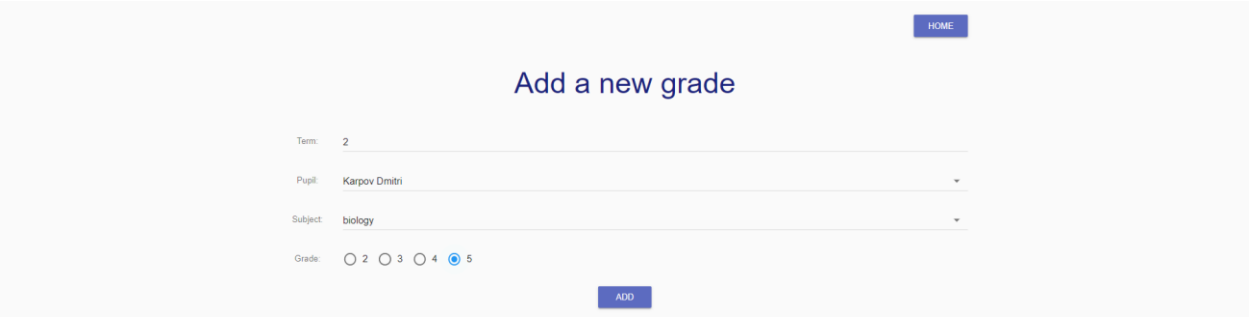 HOME
Add a new grade
Term: 2
Pupil: Karpov Dmitri
Subject: biology
Grade: 2 3 4 5
ADD